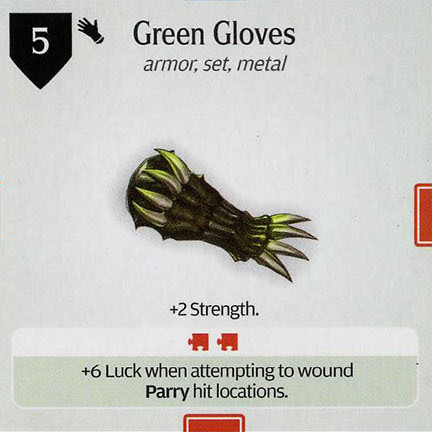 5
Green Gloves
armor, set, metal
+2 Strength.
+6 Luck when attempting to wound
Parry hit locations.